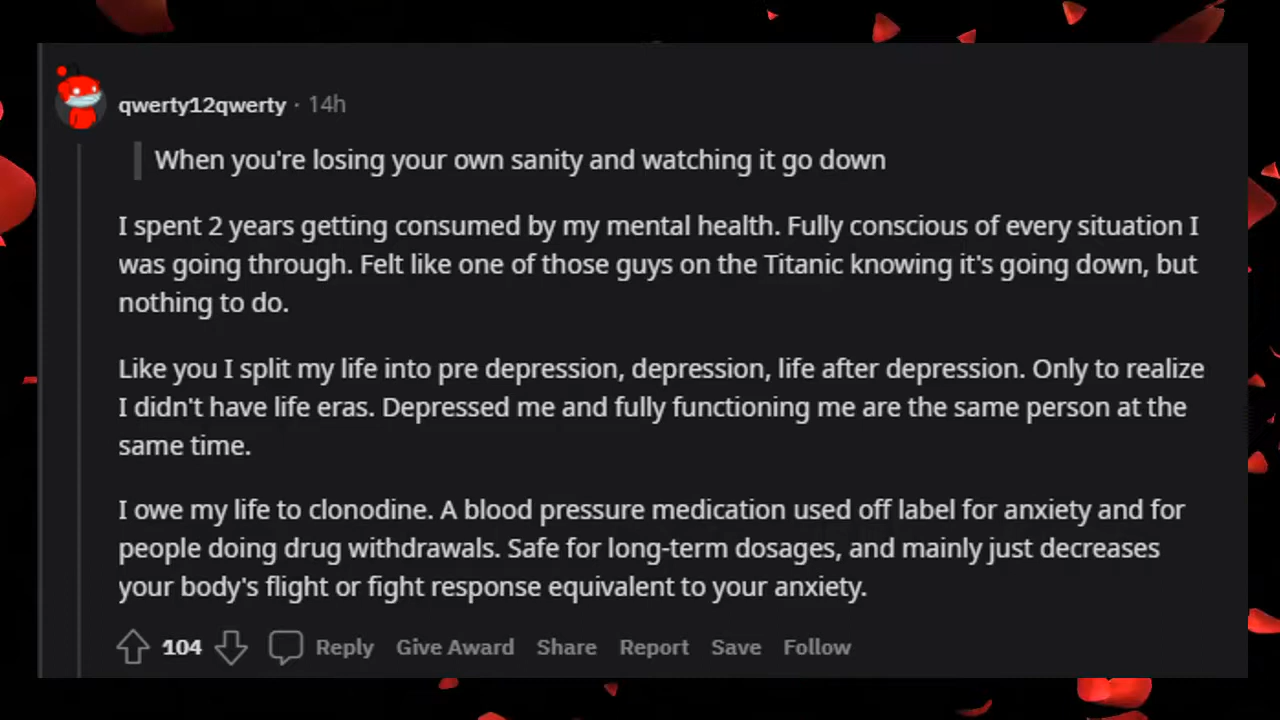 qwerty12qwerty · 14h
When you're losing your own sanity and watching it go down
I spent 2 years getting consumed by my mental health. Fully conscious of every situation I
was going through. Felt like one of those guys on the Titanic knowing it's going down, but
nothing to do.
Like you I split my life into pre depression, depression, life after depression. Only to realize
I didn't have life eras. Depressed me and fully functioning me are the same person at the
same time.
I owe my life to clonodine. A blood pressure medication used off label for anxiety and for
people doing drug withdrawals. Safe for long-term dosages, and mainly just decreases
your body's flight or fight response equivalent to your anxiety.
104 Reply Give Award Share Report Save Follow